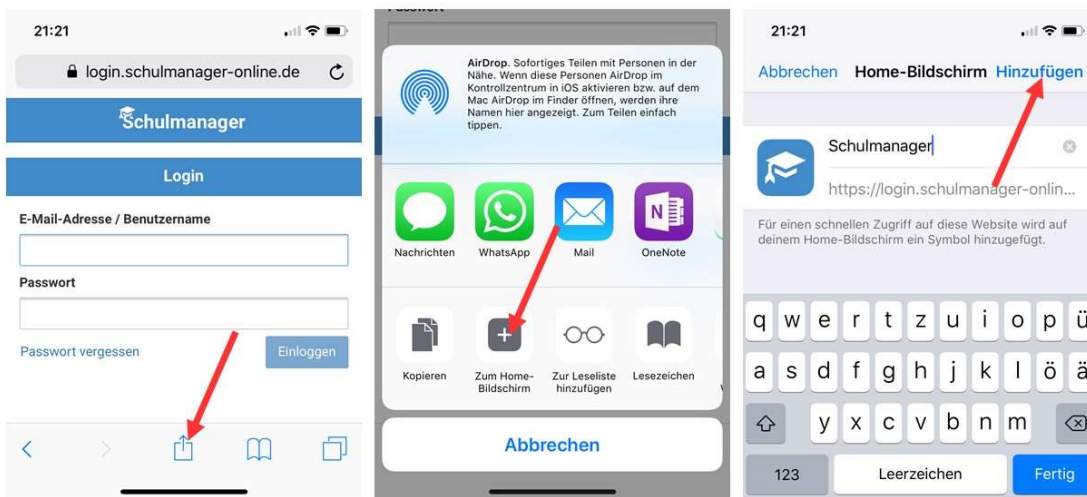 21:21
login.schulmanager-online.de
Schulmanager
Login
E-Mail-Adresse / Benutzername
Passwort
Passwort vergessen
Einloggen
AirDrop. Sofortiges Teilen mit Personen in der
Nähe. Wenn diese Personen AirDrop im
Kontrollzentrum in iOS aktivieren bzw. auf dem
Mac AirDrop im Finder öffnen, werden ihre
Namen hier angezeigt. Zum Teilen einfach
tippen.
Nachrichten
WhatsApp
Mail
N
OneNote
Kopieren
Zum Home-
Bildschirm
Zur Leseliste
hinzufügen
Lesezeichen
Abbrechen
21:21
Abbrechen Home-Bildschirm Hinzufügen
Schulmanager
https://login.schulmanager-onlin...
Für einen schnellen Zugriff auf diese Website wird auf
deinem Home-Bildschirm ein Symbol hinzugefügt.
q w e r t z u i o p ü
a s d f g h j k l ö ä
y x c v b n m
123 Leerzeichen Fertig